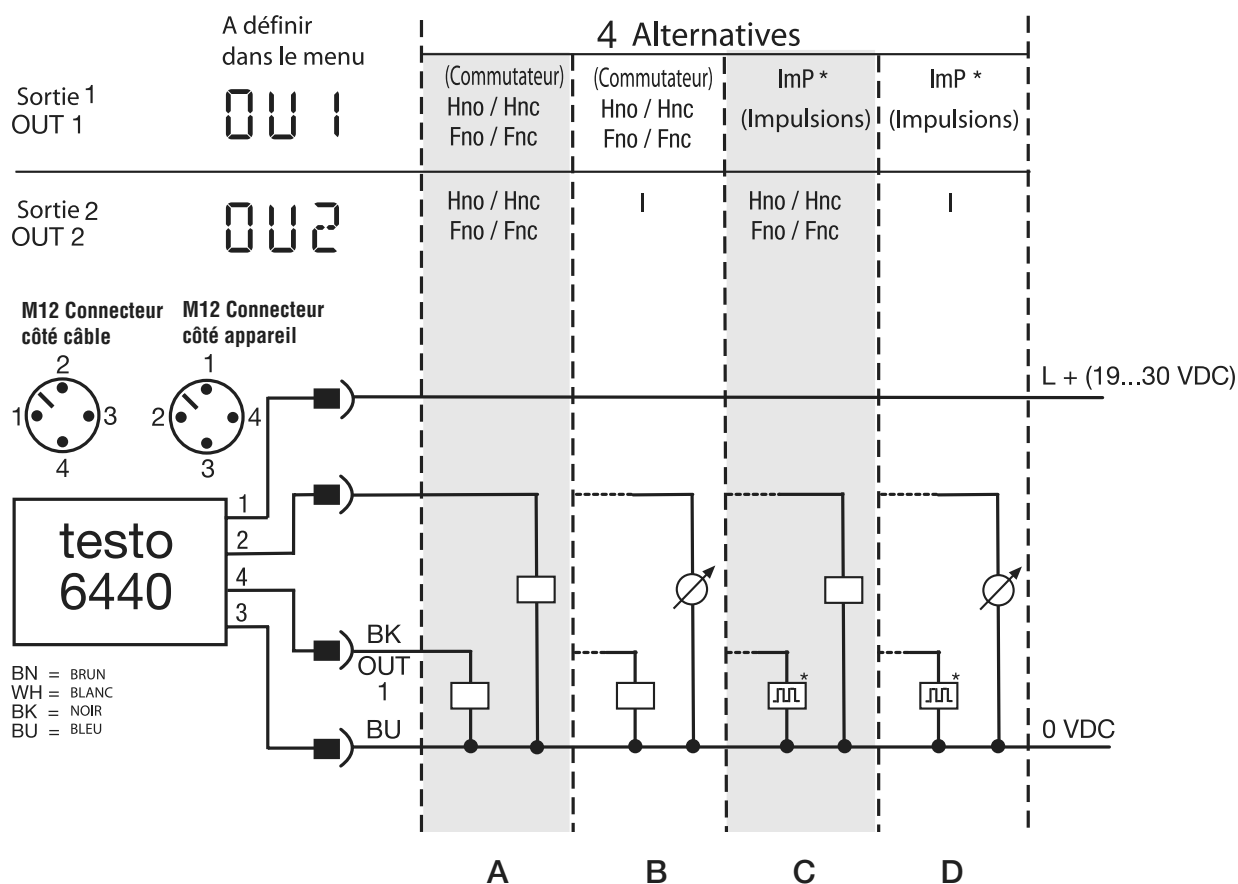 A définir
dans le menu
4 Alternatives
Sortie 1
OUT 1
OU1
(Commutateur)
Hno / Hnc
Fno / Fnc
(Commutateur)
Hno / Hnc
Fno / Fnc
ImP *
(Impulsions)
ImP *
(Impulsions)
Sortie 2
OUT 2
OU2
Hno / Hnc
Fno / Fnc
I
Hno / Hnc
Fno / Fnc
I
M12 Connecteur
côté câble
M12 Connecteur
côté appareil
2
1
3
4
1
2
4
3
L + (19...30 VDC)
testo
6440
1
2
4
3
BK
OUT
1
BU
*
*
0 VDC
BN = BRUN
WH = BLANC
BK = NOIR
BU = BLEU
A
B
C
D